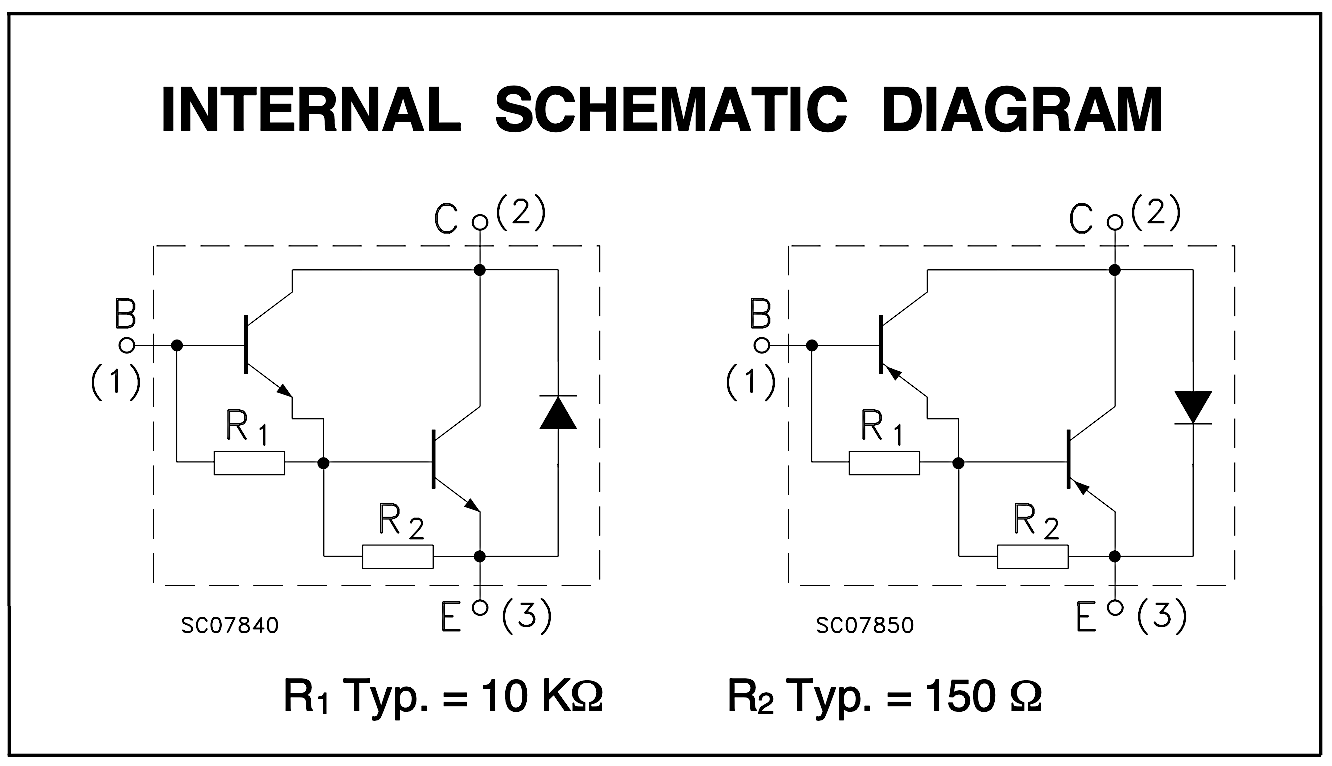 INTERNAL SCHEMATIC DIAGRAM
C (2)
B
(1)
R1
R2
E (3)
SC07840
C (2)
B
(1)
R1
R2
E (3)
SC07850
R1 Typ. = 10 KΩ R2 Typ. = 150 Ω